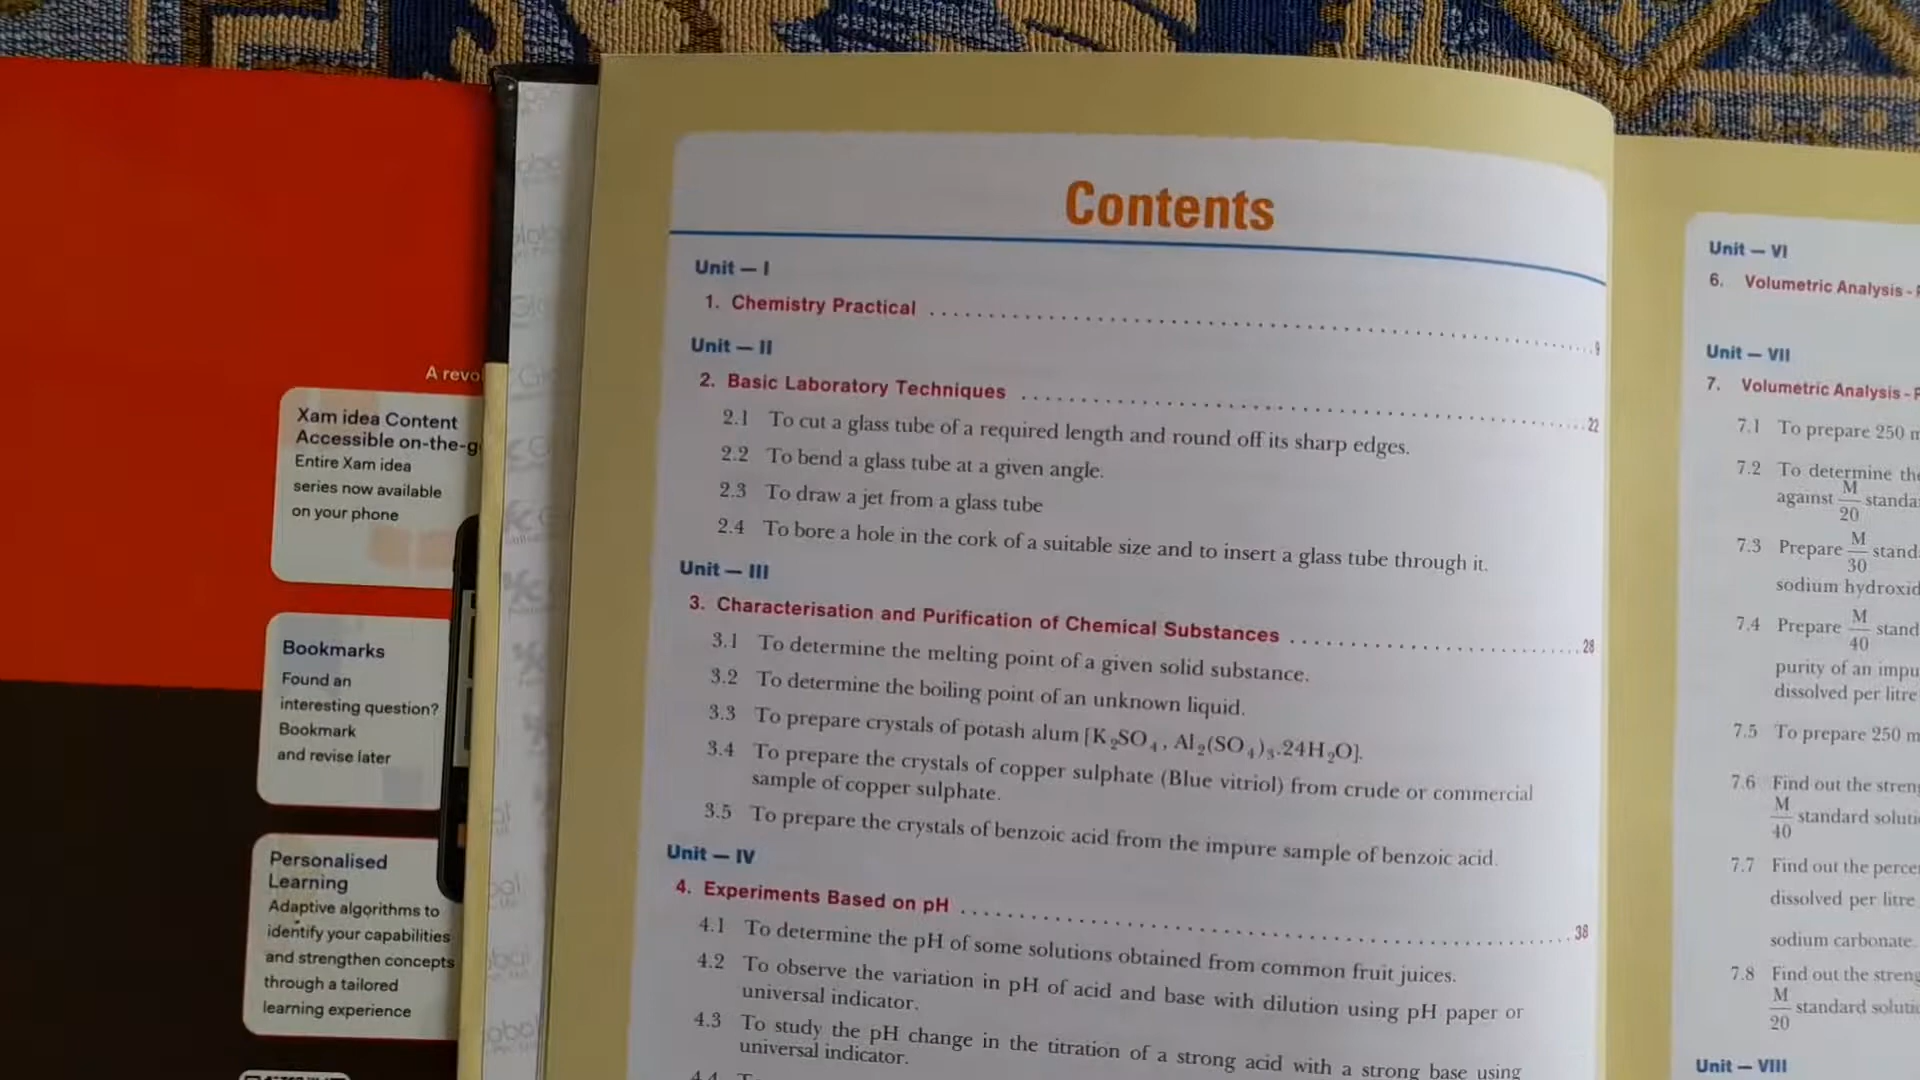 A revo
Xam idea Content
Accessible on-the-g
Entire Xam idea
series now available
on your phone
Bookmarks
Found an
interesting question?
Bookmark
and revise later
Personalised
Learning
Adaptive algorithms to
identify your capabilities
and strengthen concepts
through a tailored
learning experience
Contents
Unit — I
1. Chemistry Practical ........ 9
Unit — II
2. Basic Laboratory Techniques ........ 22
2.1 To cut a glass tube of a required length and round off its sharp edges.
2.2 To bend a glass tube at a given angle.
2.3 To draw a jet from a glass tube
2.4 To bore a hole in the cork of a suitable size and to insert a glass tube through it.
Unit — III
3. Characterisation and Purification of Chemical Substances ........ 28
3.1 To determine the melting point of a given solid substance.
3.2 To determine the boiling point of an unknown liquid.
3.3 To prepare crystals of potash alum [K₂SO₄, Al₂(SO₄)₃.24H₂O].
3.4 To prepare the crystals of copper sulphate (Blue vitriol) from crude or commercial
sample of copper sulphate.
3.5 To prepare the crystals of benzoic acid from the impure sample of benzoic acid.
Unit — IV
4. Experiments Based on pH ........ 38
4.1 To determine the pH of some solutions obtained from common fruit juices.
4.2 To observe the variation in pH of acid and base with dilution using pH paper or
universal indicator.
4.3 To study the pH change in the titration of a strong acid with a strong base using
universal indicator.
Unit — VI
6. Volumetric Analysis -
Unit — VII
7. Volumetric Analysis -
7.1 To prepare 250 m
7.2 To determine the
against M/20 standa
7.3 Prepare M/30 stand
sodium hydroxid
7.4 Prepare M/40 stand
purity of an impu
dissolved per litre
7.5 To prepare 250 m
7.6 Find out the streng
M/40 standard soluti
7.7 Find out the perce
dissolved per litre
sodium carbonate.
7.8 Find out the streng
M/20 standard soluti
Unit — VIII